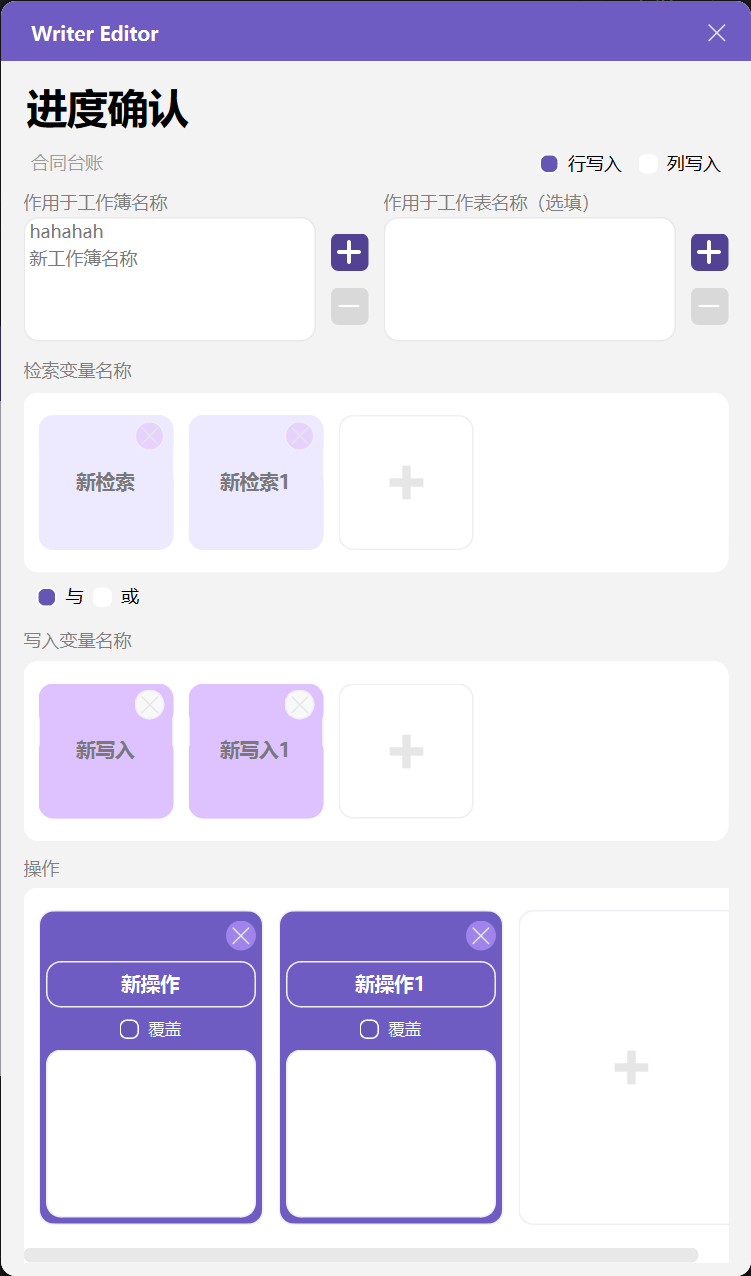 Writer Editor
进度确认
合同台账
行写入 列写入
作用于工作簿名称
作用于工作表名称（选填）
hahahah
新工作簿名称
检索变量名称
新检索 新检索1
与 或
写入变量名称
新写入 新写入1
操作
新操作 新操作1
覆盖 覆盖